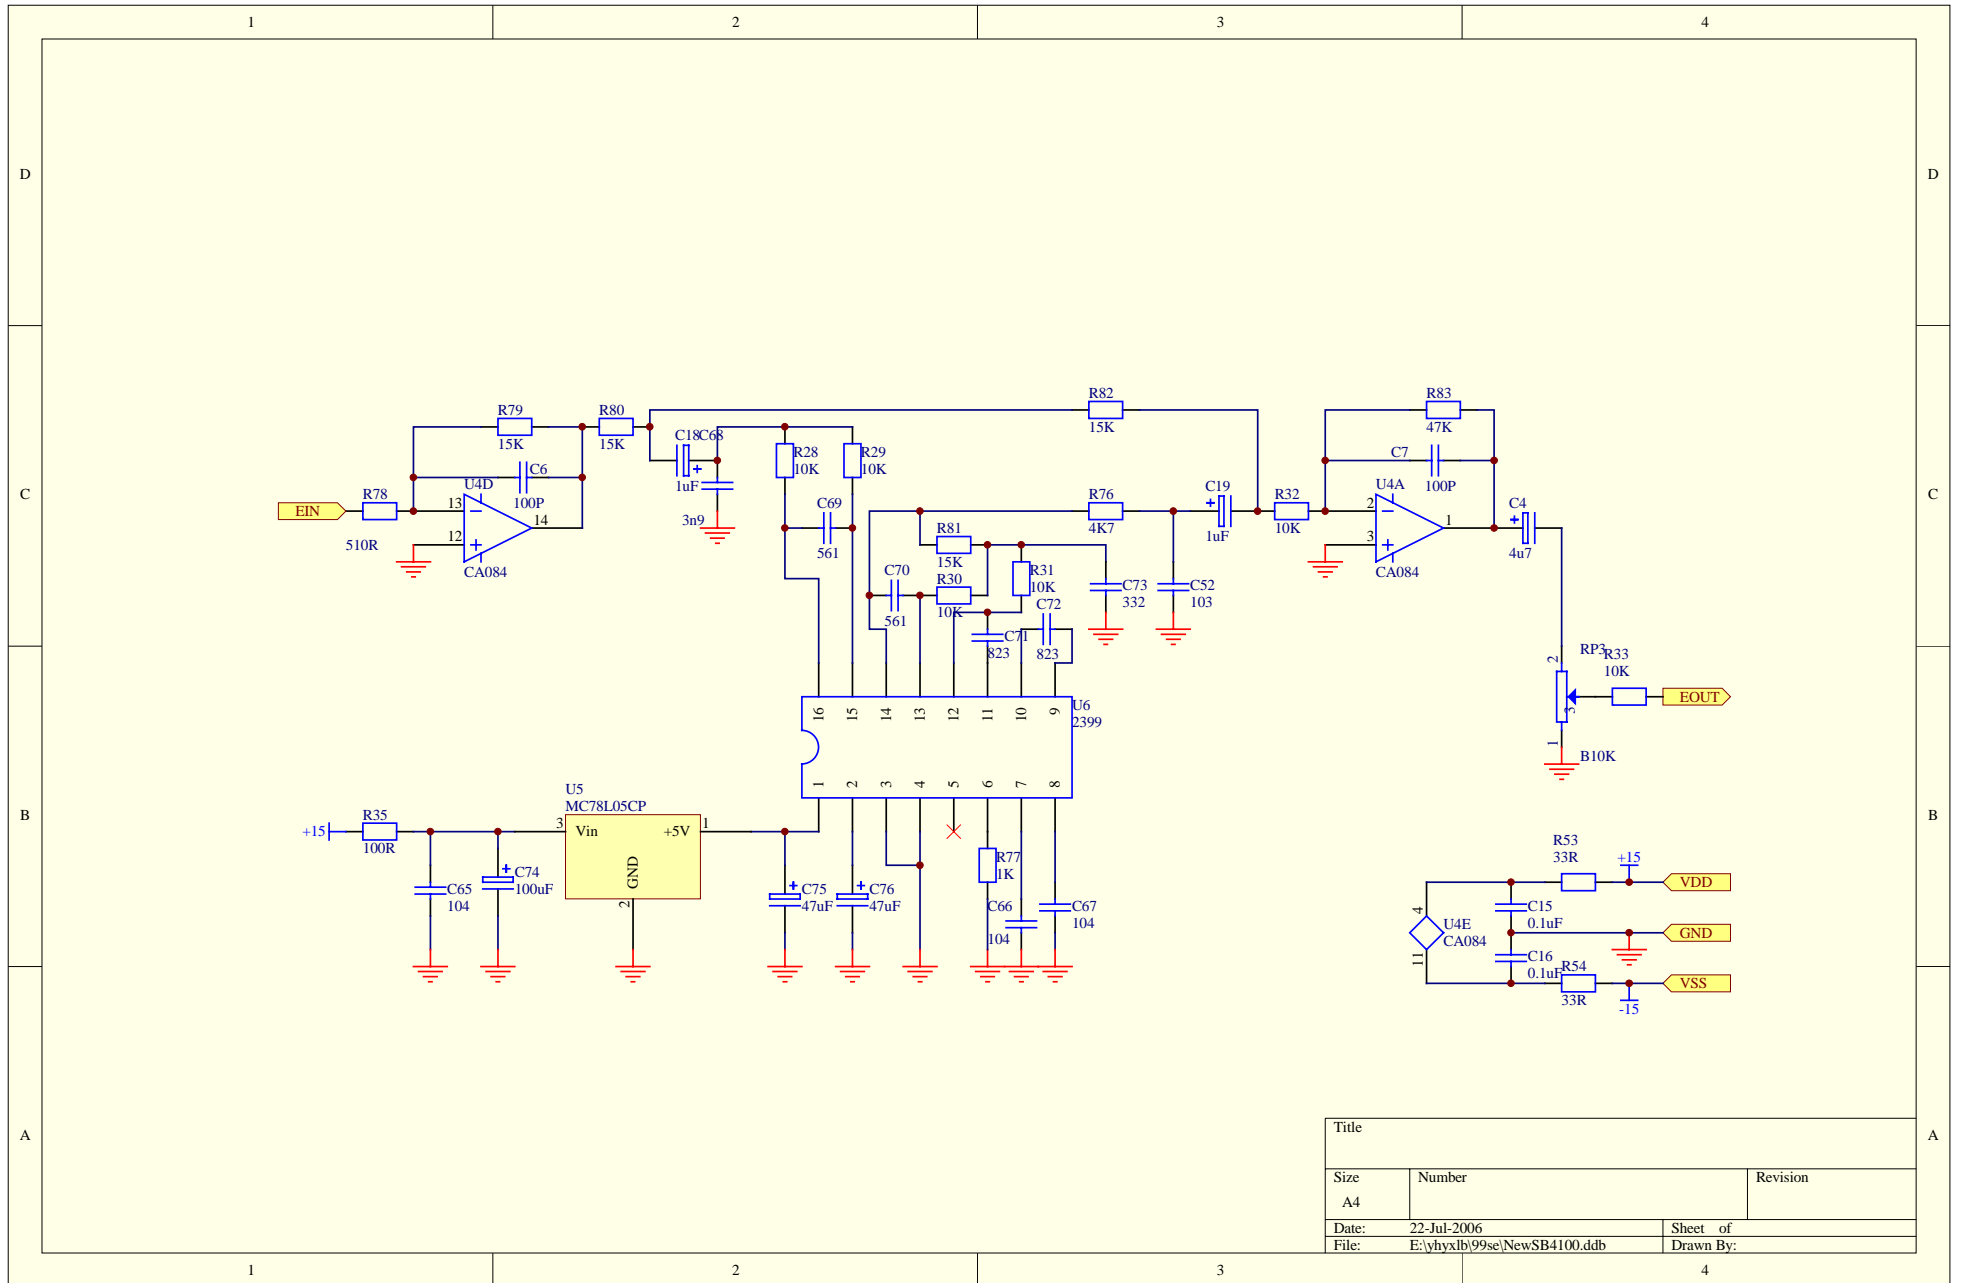 1 2 3 4
D D
C C
B B
A A
1 2 3 4
EIN
R78
510R
R79
15K
C6
100P
U4D
13
12
14
CA084
R80
15K
C18
1uF
C68
3n9
R28
10K
R29
10K
C69
561
R82
15K
R76
4K7
R81
15K
R30
10K
C70
561
R31
10K
C71
823
C72
823
C73
332
C52
103
C19
1uF
R32
10K
R83
47K
C7
100P
U4A
2
3
1
CA084
C4
4u7
RP3
2
3
1
B10K
R33
10K
EOUT
U6
2399
16 15 14 13 12 11 10 9
1 2 3 4 5 6 7 8
+15
R35
100R
C65
104
C74
100uF
U5
MC78L05CP
3
Vin
+5V
1
GND
2
C75
47uF
C76
47uF
R77
1K
C66
104
C67
104
R53
33R
+15
VDD
4
U4E
CA084
11
C15
0.1uF
GND
C16
0.1uF
R54
33R
-15
VSS
Title
Size
A4
Number
Revision
Date: 22-Jul-2006
Sheet of
File: E:\yhyxlb\99se\NewSB4100.ddb
Drawn By: